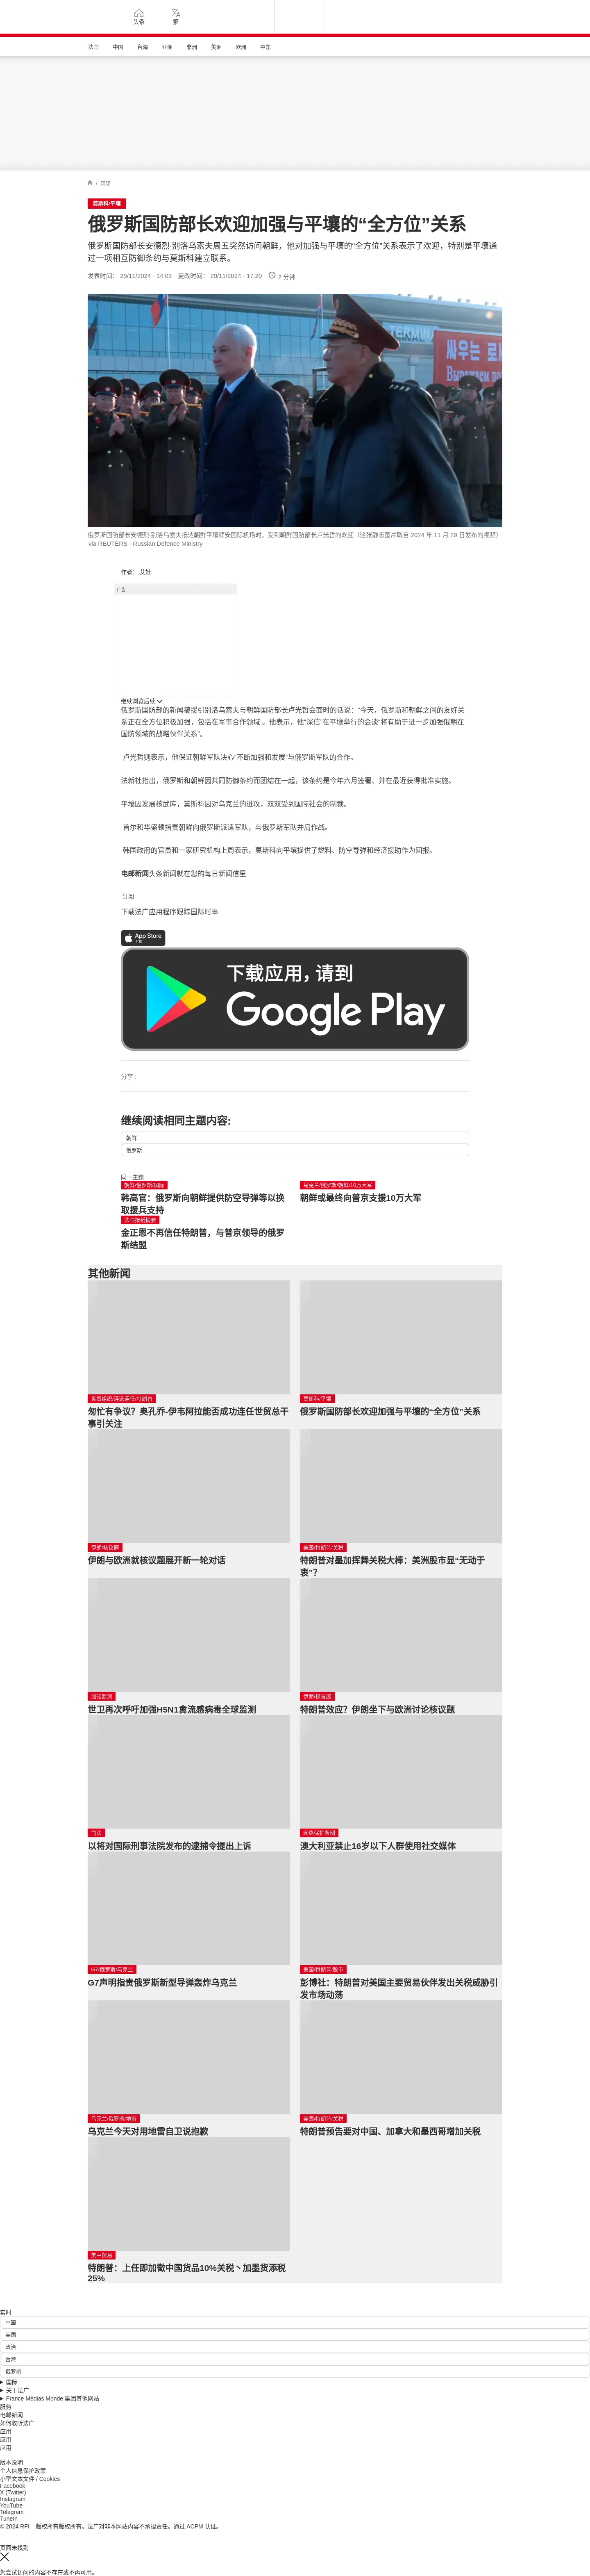 头条
繁
法国 中国 台海 亚洲 非洲 美洲 欧洲 中东
/ 国际
莫斯科/平壤
俄罗斯国防部长欢迎加强与平壤的“全方位”关系
俄罗斯国防部长安德烈·别洛乌索夫周五突然访问朝鲜，他对加强与平壤的“全方位”关系表示了欢迎，特别是平壤通
过一项相互防御条约与莫斯科建立联系。
发表时间： 29/11/2024 - 14:03 更改时间： 29/11/2024 - 17:20 2 分钟
TERMINAL
俄罗斯国防部长安德烈·别洛乌索夫抵达朝鲜平壤顺安国际机场时，受到朝鲜国防部长卢光哲的欢迎（这张静态图片取自 2024 年 11 月 29 日发布的视频）
via REUTERS - Russian Defence Ministry
作者： 艾娃
广告
继续浏览后续
俄罗斯国防部的新闻稿援引别洛乌索夫与朝鲜国防部长卢光哲会面时的话说：“今天，俄罗斯和朝鲜之间的友好关
系正在全方位积极加强，包括在军事合作领域 。他表示，他“深信”在平壤举行的会谈“将有助于进一步加强俄朝在
国防领域的战略伙伴关系”。
卢光哲则表示，他保证朝鲜军队决心“不断加强和发展”与俄罗斯军队的合作。
法新社指出，俄罗斯和朝鲜因共同防御条约而团结在一起，该条约是今年六月签署、并在最近获得批准实施。
平壤因发展核武库，莫斯科因对乌克兰的进攻，双双受到国际社会的制裁。
首尔和华盛顿指责朝鲜向俄罗斯派遣军队，与俄罗斯军队并肩作战。
韩国政府的官员和一家研究机构上周表示，莫斯科向平壤提供了燃料、防空导弹和经济援助作为回报。
电邮新闻头条新闻就在您的每日新闻信里
订阅
下载法广应用程序跟踪国际时事
App Store
下载
下载应用，请到
Google Play
分享 :
继续阅读相同主题内容:
朝鲜
俄罗斯
同一主题
朝鲜/俄罗斯/国际
韩高官：俄罗斯向朝鲜提供防空导弹等以换
取援兵支持
乌克兰/俄罗斯/朝鲜/10万大军
朝鲜或最终向普京支援10万大军
法国报纸摘要
金正恩不再信任特朗普，与普京领导的俄罗
斯结盟
其他新闻
世贸组织/连选连任/特朗普
匆忙有争议？奥孔乔-伊韦阿拉能否成功连任世贸总干
事引关注
莫斯科/平壤
俄罗斯国防部长欢迎加强与平壤的“全方位”关系
伊朗/核议题
伊朗与欧洲就核议题展开新一轮对话
美国/特朗普/关税
特朗普对墨加挥舞关税大棒：美洲股市显“无动于
衷”？
加强监测
世卫再次呼吁加强H5N1禽流感病毒全球监测
伊朗/核发展
特朗普效应？伊朗坐下与欧洲讨论核议题
司法
以将对国际刑事法院发布的逮捕令提出上诉
网络保护条例
澳大利亚禁止16岁以下人群使用社交媒体
G7/俄罗斯/乌克兰
G7声明指责俄罗斯新型导弹轰炸乌克兰
美国/特朗普/股市
彭博社：特朗普对美国主要贸易伙伴发出关税威胁引
发市场动荡
乌克兰/俄罗斯/地雷
乌克兰今天对用地雷自卫说抱歉
美国/特朗普/关税
特朗普预告要对中国、加拿大和墨西哥增加关税
美中贸易
特朗普：上任即加徵中国货品10%关税丶加墨货添税
25%
实时
中国
美国
政治
台湾
俄罗斯
国际
关于法广
France Médias Monde 集团其他网站
服务
电邮新闻
如何收听法广
应用
应用
应用
版本说明
个人信息保护政策
小型文本文件 / Cookies
Facebook
X (Twitter)
Instagram
YouTube
Telegram
TuneIn
© 2024 RFI – 版权所有版权所有。法广对非本网站内容不承担责任。通过 ACPM 认证。
页面未找到
您尝试访问的内容不存在或不再可用。